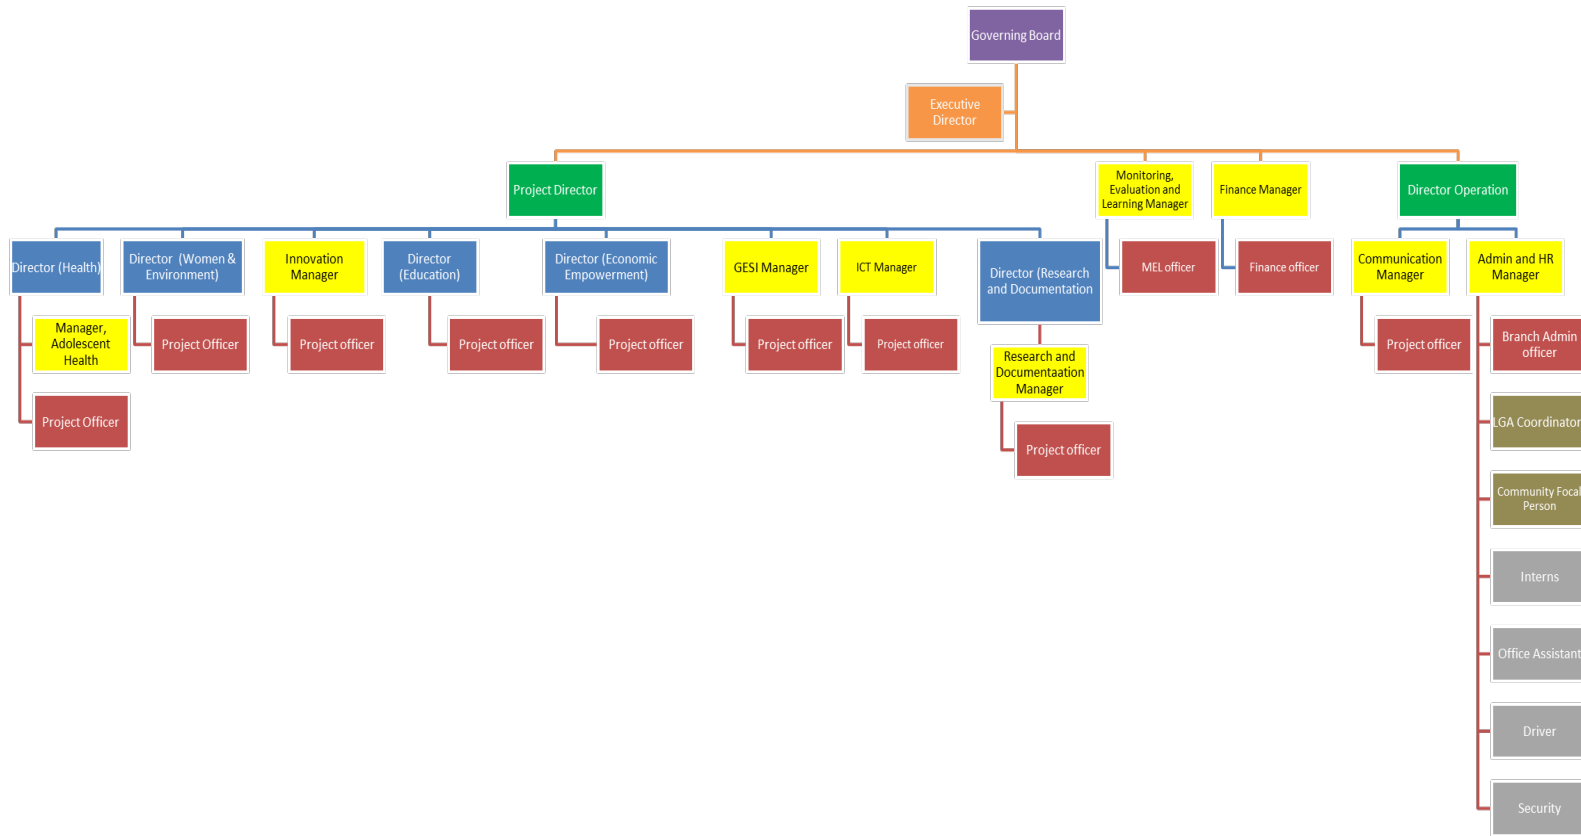 Governing Board
Executive
Director
Project Director
Monitoring,
Evaluation and
Learning Manager
Finance Manager
Director Operation
Director (Health)
Director (Women &
Environment)
Innovation
Manager
Director
(Education)
Director (Economic
Empowerment)
GESI Manager
ICT Manager
Director (Research
and Documentation
MEL officer
Finance officer
Communication
Manager
Admin and HR
Manager
Manager,
Adolescent
Health
Project Officer
Project officer
Project officer
Project officer
Project officer
Project officer
Research and
Documentaation
Manager
Project officer
Branch Admin
officer
Project Officer
Project officer
LGA Coordinator
Community Focal
Person
Interns
Office Assistant
Driver
Security